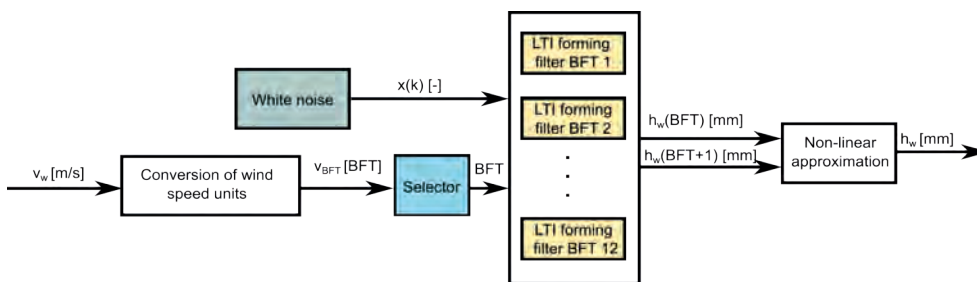 White noise
x(k) [-]
v_w [m/s]
Conversion of wind
speed units
v_BFT [BFT]
Selector
BFT
LTI forming
filter BFT 1
LTI forming
filter BFT 2
.
.
.
LTI forming
filter BFT 12
h_w(BFT) [mm]
h_w(BFT+1) [mm]
Non-linear
approximation
h_w [mm]